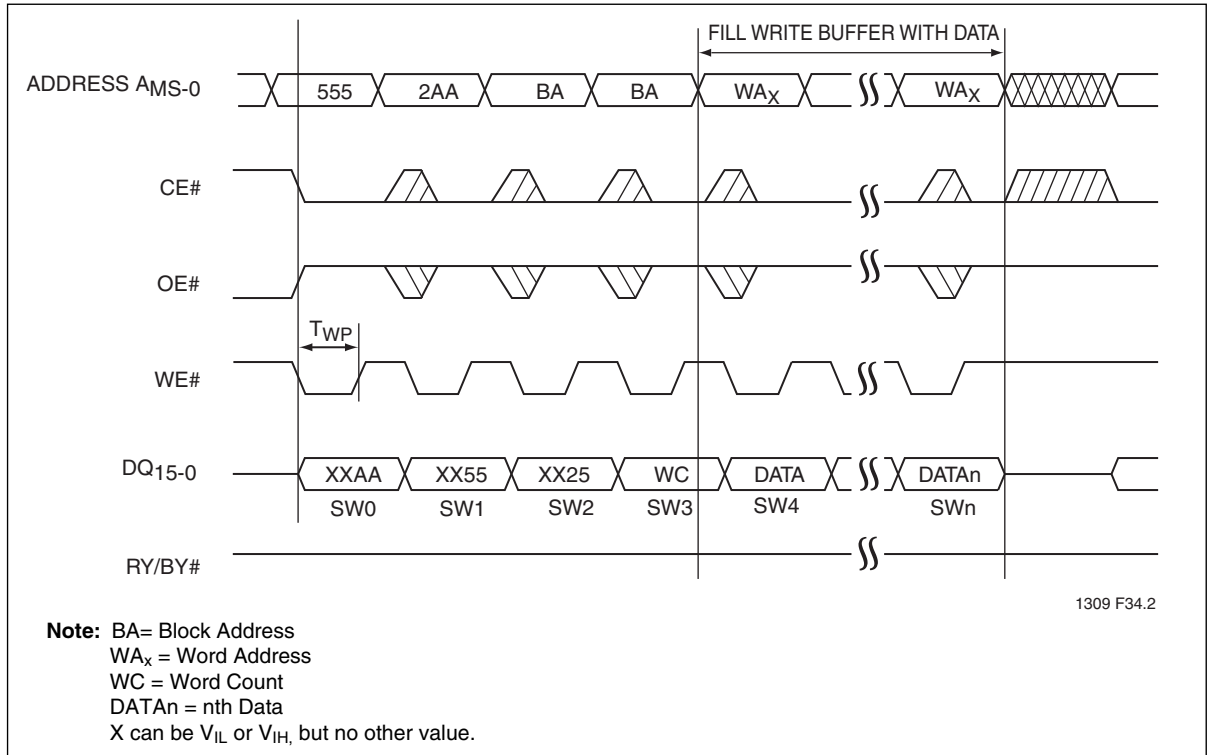 FILL WRITE BUFFER WITH DATA
ADDRESS AMS-0
555 2AA BA BA WAX WAX
CE#
OE#
TWP
WE#
DQ15-0
XXAA XX55 XX25 WC DATA DATAn
SW0 SW1 SW2 SW3 SW4 SWn
RY/BY#
1309 F34.2
Note: BA= Block Address
WAx = Word Address
WC = Word Count
DATAn = nth Data
X can be VIL or VIH, but no other value.